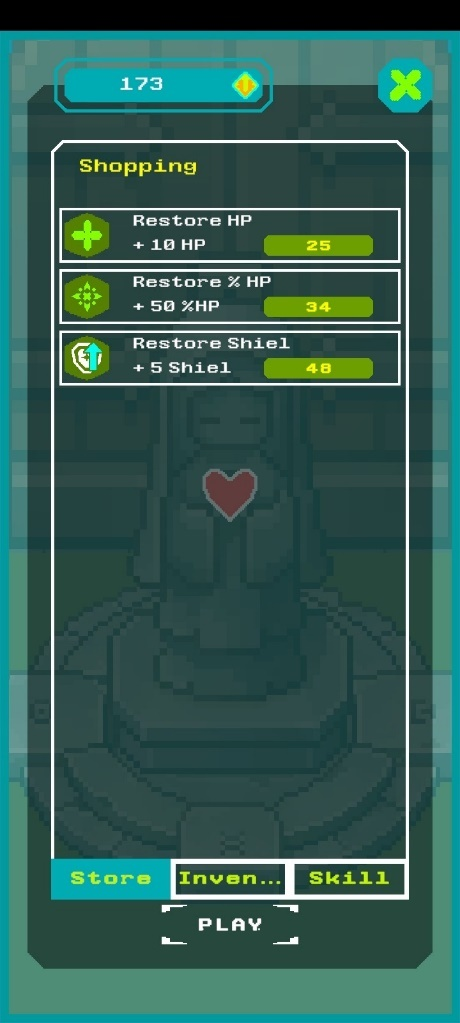 173
Shopping
Restore HP
+ 10 HP 25
Restore % HP
+ 50 %HP 34
Restore Shiel
+ 5 Shiel 48
Store Inven... Skill
PLAY